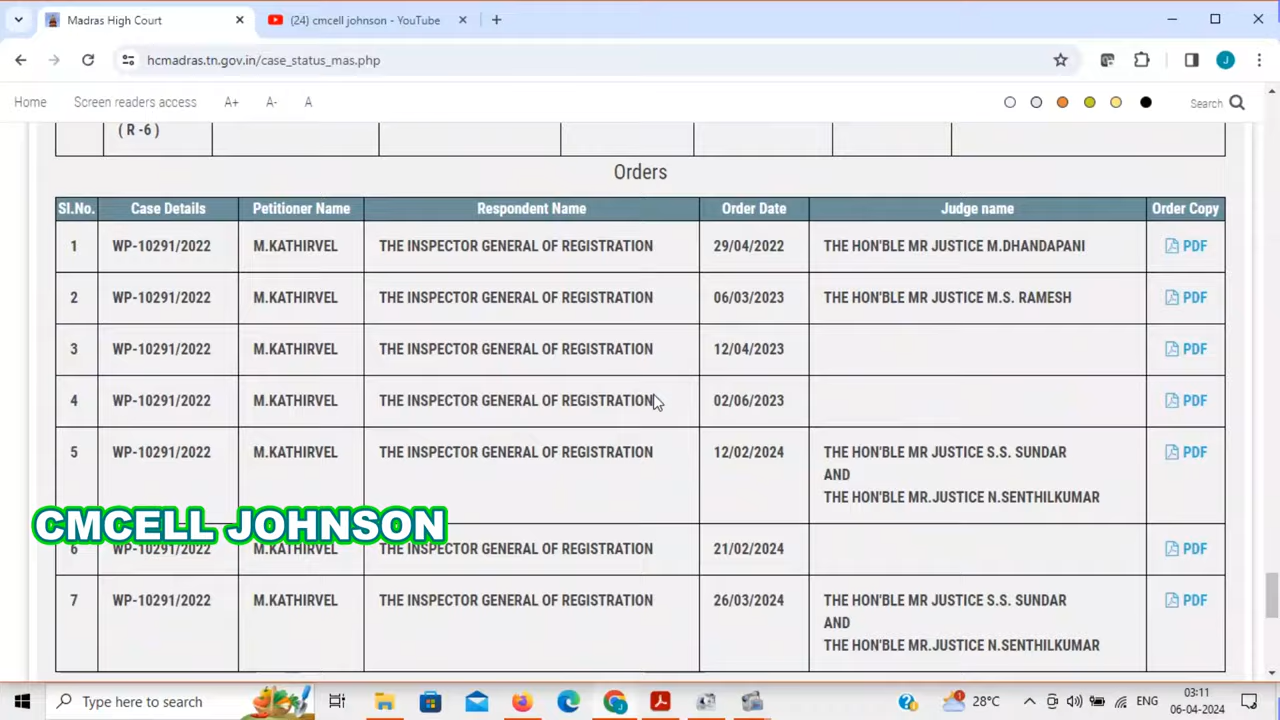 Madras High Court
(24) cmcell johnson - YouTube
hcmadras.tn.gov.in/case_status_mas.php
J
Home Screen readers access A+ A- A Search
( R -6 )
Orders
Sl.No. Case Details Petitioner Name Respondent Name Order Date Judge name Order Copy
1 WP-10291/2022 M.KATHIRVEL THE INSPECTOR GENERAL OF REGISTRATION 29/04/2022 THE HON'BLE MR JUSTICE M.DHANDAPANI PDF
2 WP-10291/2022 M.KATHIRVEL THE INSPECTOR GENERAL OF REGISTRATION 06/03/2023 THE HON'BLE MR JUSTICE M.S. RAMESH PDF
3 WP-10291/2022 M.KATHIRVEL THE INSPECTOR GENERAL OF REGISTRATION 12/04/2023 PDF
4 WP-10291/2022 M.KATHIRVEL THE INSPECTOR GENERAL OF REGISTRATION 02/06/2023 PDF
5 WP-10291/2022 M.KATHIRVEL THE INSPECTOR GENERAL OF REGISTRATION 12/02/2024 THE HON'BLE MR JUSTICE S.S. SUNDAR PDF
AND
THE HON'BLE MR.JUSTICE N.SENTHILKUMAR
CMCELL JOHNSON
6 WP-10291/2022 M.KATHIRVEL THE INSPECTOR GENERAL OF REGISTRATION 21/02/2024 PDF
7 WP-10291/2022 M.KATHIRVEL THE INSPECTOR GENERAL OF REGISTRATION 26/03/2024 THE HON'BLE MR JUSTICE S.S. SUNDAR PDF
AND
THE HON'BLE MR.JUSTICE N.SENTHILKUMAR
Type here to search 28°C ENG 03:11
06-04-2024